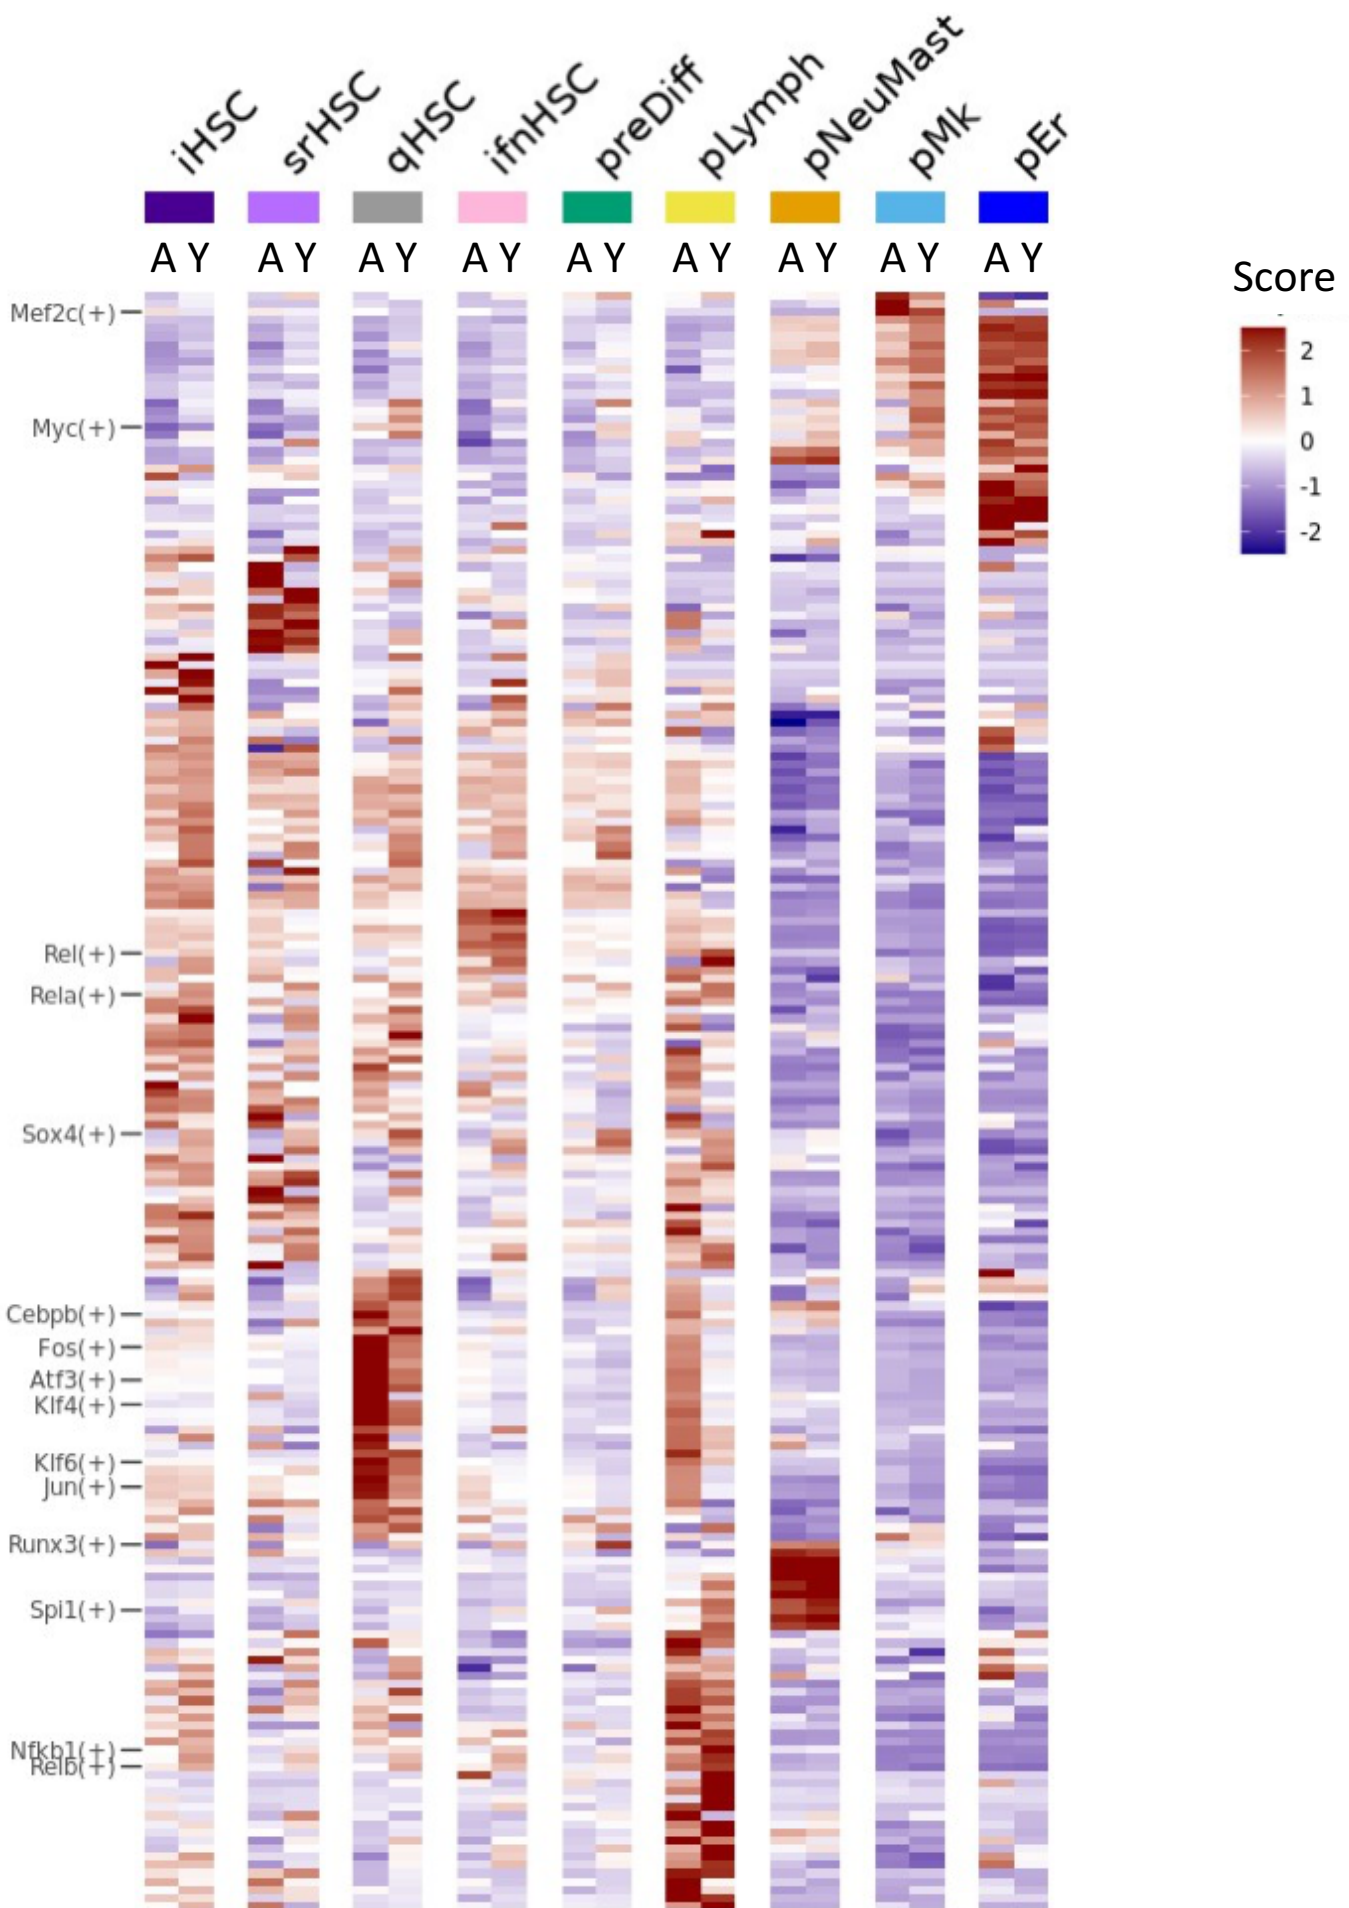 iHSC
srHSC
qHSC
ifnHSC
preDiff
pLymph
pNeuMast
pMk
pEr
A Y A Y A Y A Y A Y A Y A Y A Y A Y
Score
2
1
0
-1
-2
Mef2c(+)
Myc(+)
Rel(+)
Rela(+)
Sox4(+)
Cebpb(+)
Fos(+)
Atf3(+)
Klf4(+)
Klf6(+)
Jun(+)
Runx3(+)
Spi1(+)
Nfkb1(+)
Relb(+)